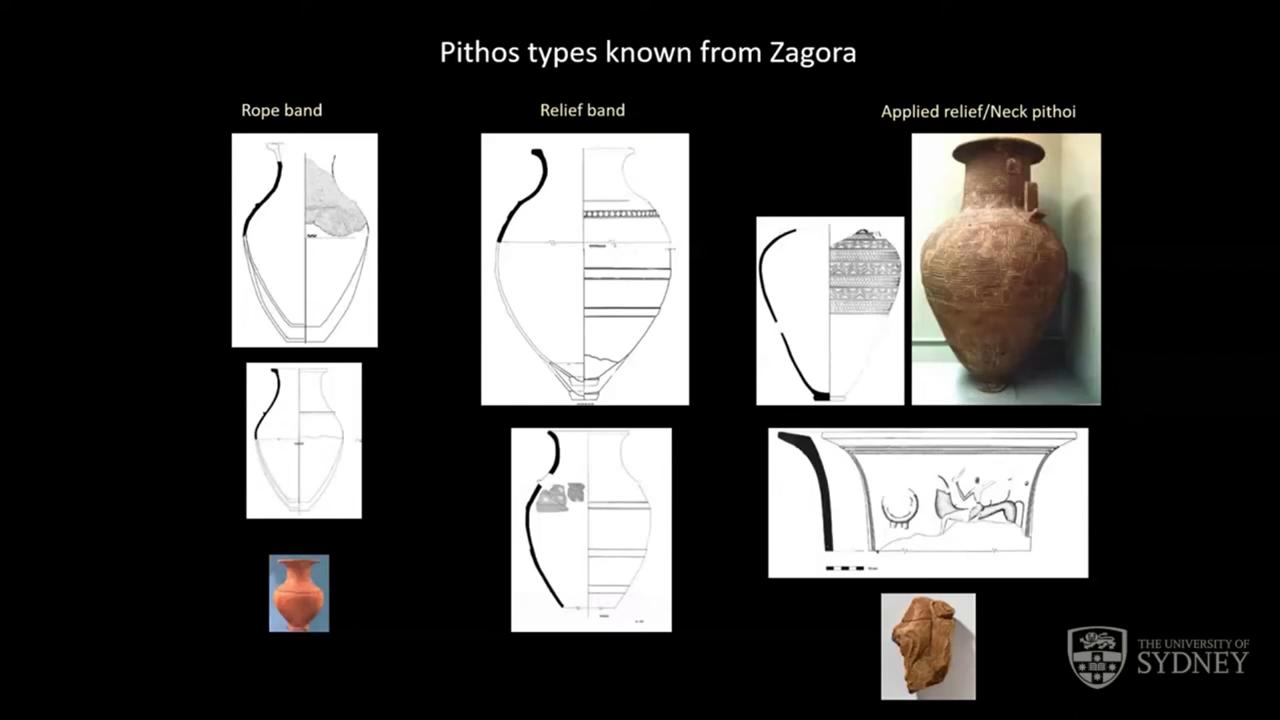 Pithos types known from Zagora
Rope band
Relief band
Applied relief/Neck pithoi
THE UNIVERSITY OF
SYDNEY